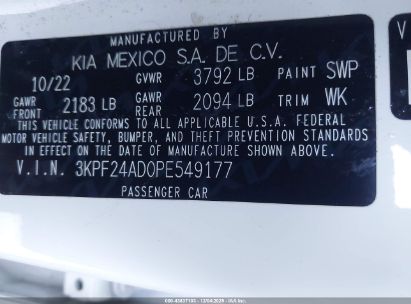 MANUFACTURED BY
KIA MEXICO S.A. DE C.V.
10/22 GVWR 3792 LB PAINT SWP
GAWR FRONT 2183 LB GAWR REAR 2094 LB TRIM WK
THIS VEHICLE CONFORMS TO ALL APPLICABLE U.S.A. FEDERAL
MOTOR VEHICLE SAFETY, BUMPER, AND THEFT PREVENTION STANDARDS
IN EFFECT ON THE DATE OF MANUFACTURE SHOWN ABOVE.
V.I.N. 3KPF24AD0PE549177
PASSENGER CAR